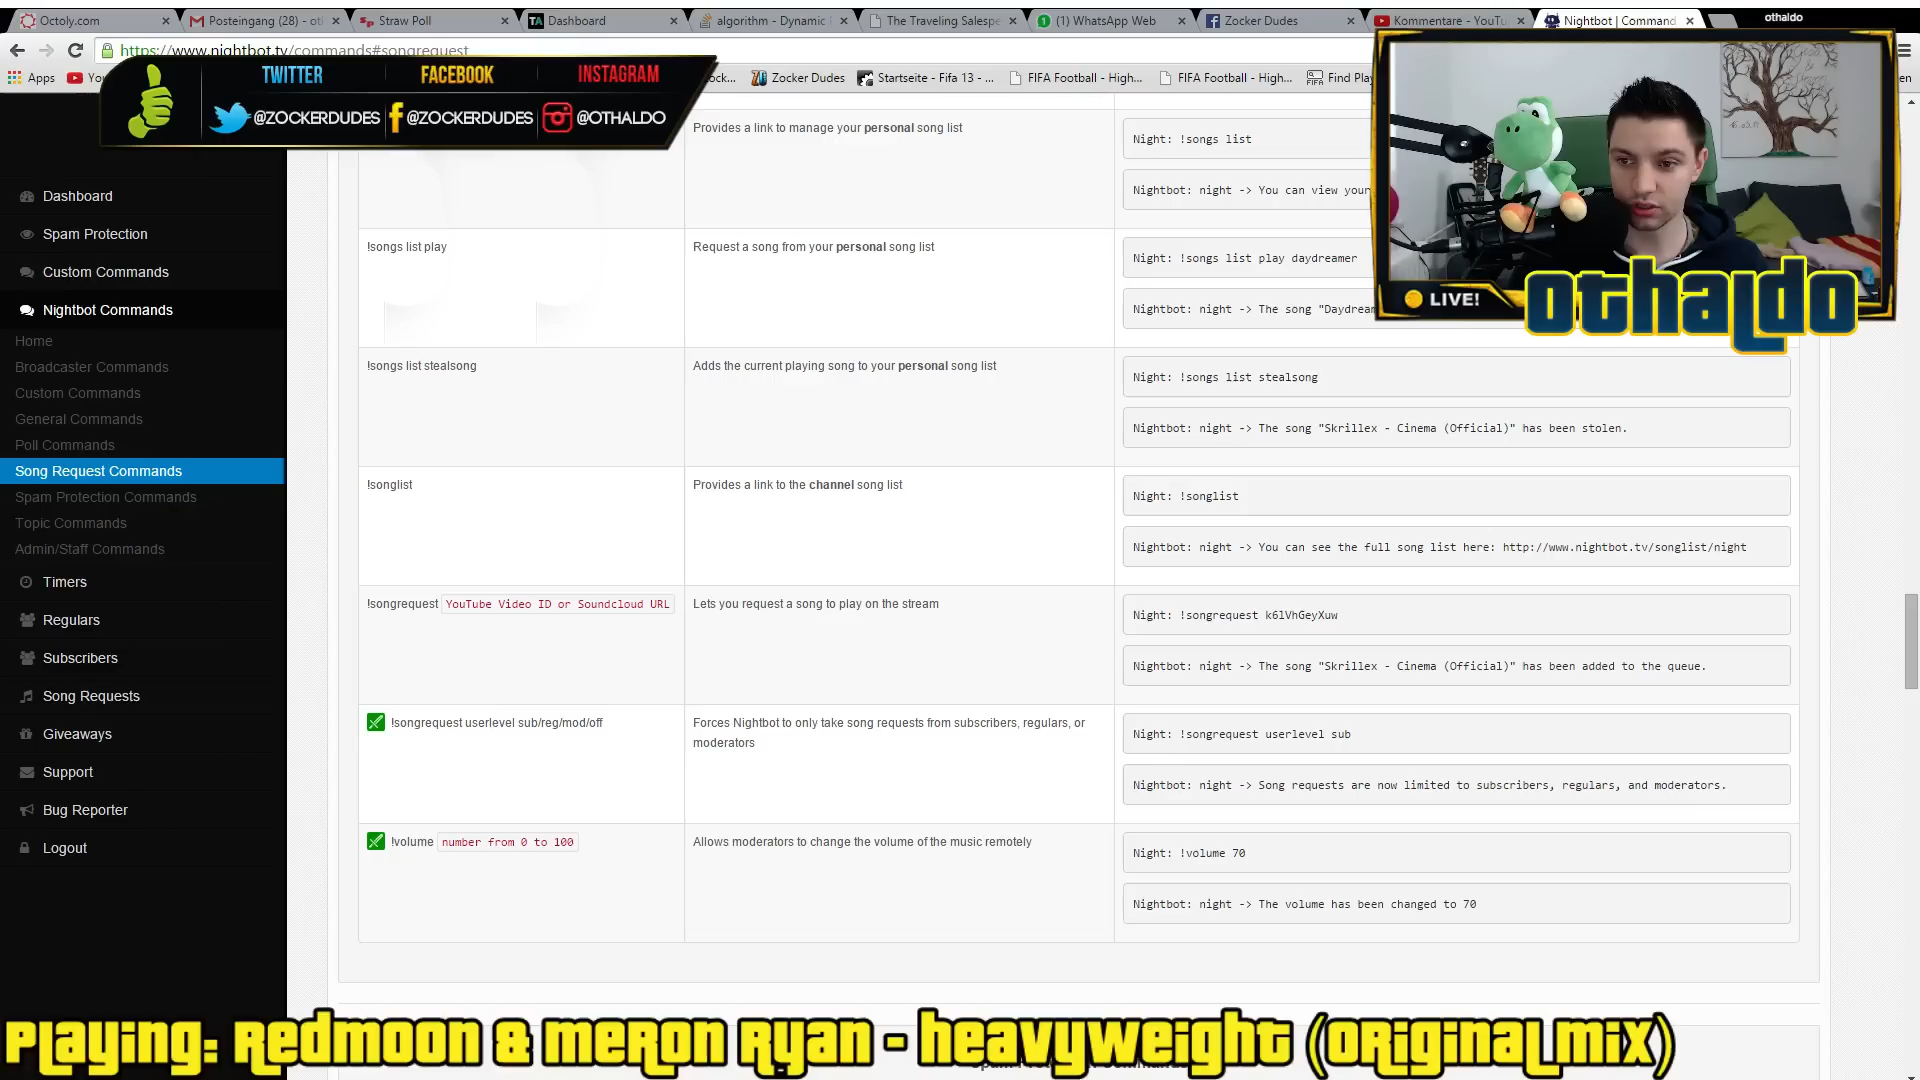 Octoly.com
Posteingang (28) - ot
Straw Poll
Dashboard
algorithm - Dynamic
The Traveling Salespe
(1) WhatsApp Web
Zocker Dudes
Kommentare - YouTu
Nightbot | Command
othaldo
https://www.nightbot.tv/commands#songrequest
Apps
Zocker Dudes
Startseite - Fifa 13 - ...
FIFA Football - High...
FIFA Football - High...
Find Play
TWITTER
FACEBOOK
INSTAGRAM
@ZOCKERDUDES
@ZOCKERDUDES
@OTHALDO
LIVE!
OTHALDO
Dashboard
Spam Protection
Custom Commands
Nightbot Commands
Home
Broadcaster Commands
Custom Commands
General Commands
Poll Commands
Song Request Commands
Spam Protection Commands
Topic Commands
Admin/Staff Commands
Timers
Regulars
Subscribers
Song Requests
Giveaways
Support
Bug Reporter
Logout
Provides a link to manage your personal song list
Night: !songs list
Nightbot: night -> You can view your
!songs list play
Request a song from your personal song list
Night: !songs list play daydreamer
Nightbot: night -> The song "Daydream
!songs list stealsong
Adds the current playing song to your personal song list
Night: !songs list stealsong
Nightbot: night -> The song "Skrillex - Cinema (Official)" has been stolen.
!songlist
Provides a link to the channel song list
Night: !songlist
Nightbot: night -> You can see the full song list here: http://www.nightbot.tv/songlist/night
!songrequest YouTube Video ID or Soundcloud URL
Lets you request a song to play on the stream
Night: !songrequest k6lVhGeyXuw
Nightbot: night -> The song "Skrillex - Cinema (Official)" has been added to the queue.
!songrequest userlevel sub/reg/mod/off
Forces Nightbot to only take song requests from subscribers, regulars, or
moderators
Night: !songrequest userlevel sub
Nightbot: night -> Song requests are now limited to subscribers, regulars, and moderators.
!volume number from 0 to 100
Allows moderators to change the volume of the music remotely
Night: !volume 70
Nightbot: night -> The volume has been changed to 70
Playing: Redmoon & Meron Ryan - Heavyweight (Original Mix)